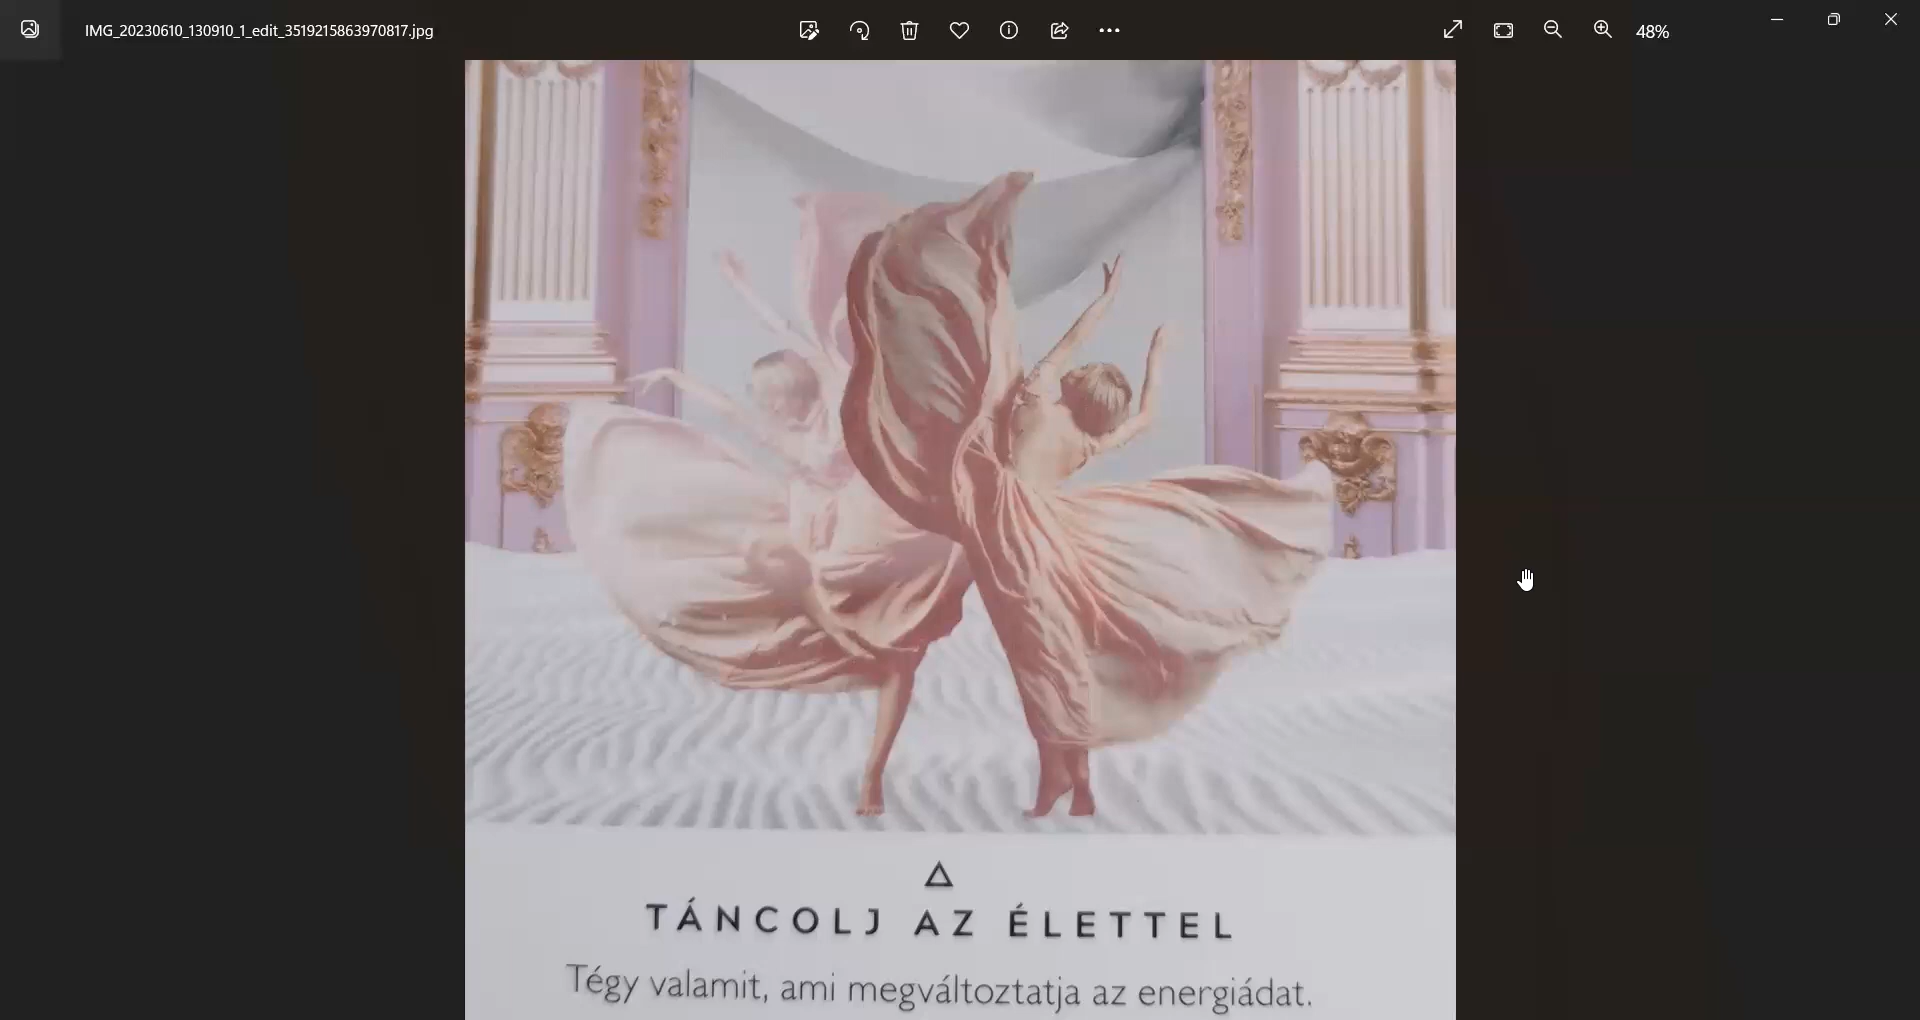 IMG_20230610_130910_1_edit_3519215863970817.jpg
48%
TÁNCOLJ AZ ÉLETTEL
Tégy valamit, ami megváltoztatja az energiádat.